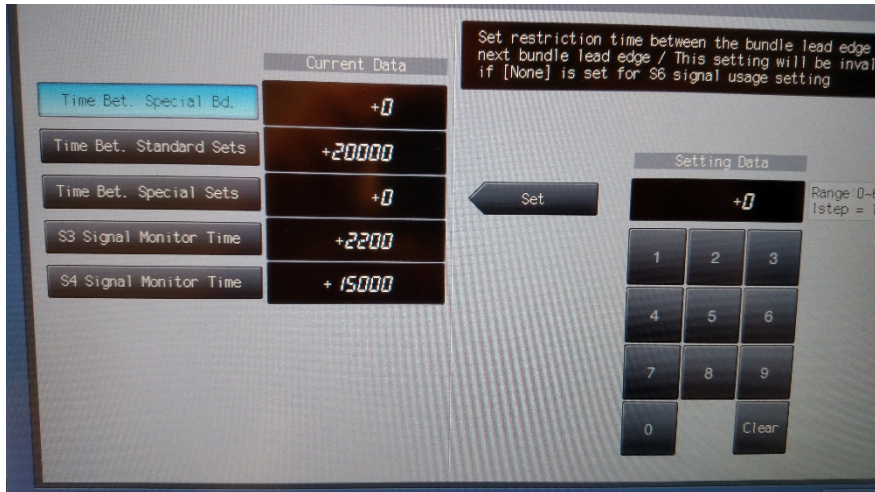 Set restriction time between the bundle lead edge
next bundle lead edge / This setting will be
if [None] is set for S6 signal usage setting
Current Data
Time Bet. Special Bd.
+0
Time Bet. Standard Sets
+20000
Time Bet. Special Sets
+0
S3 Signal Monitor Time
+2200
S4 Signal Monitor Time
+15000
Set
Setting Data
+0
Range:
1step =
1
2
3
4
5
6
7
8
9
0
Clear